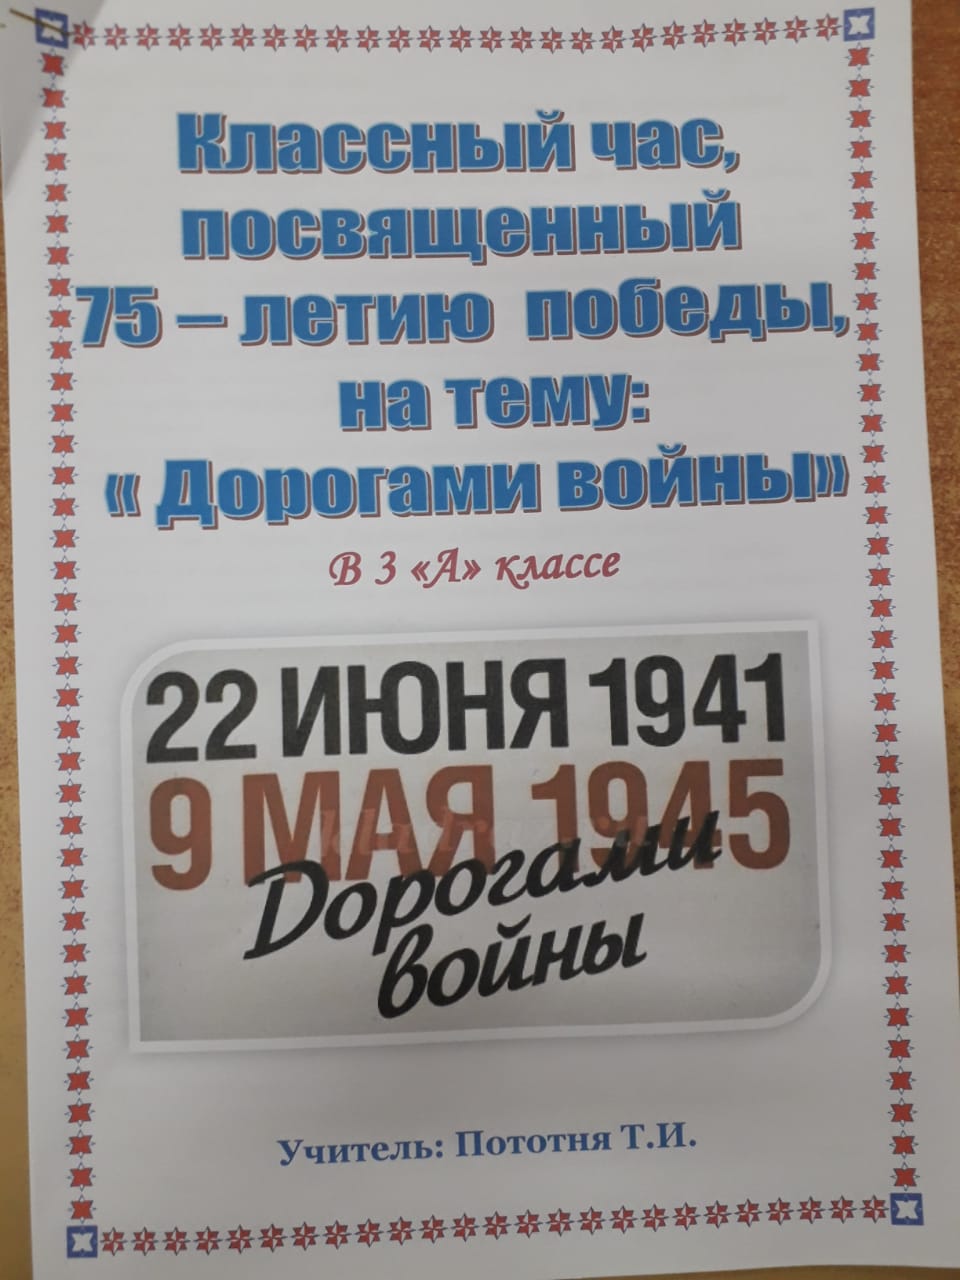 Классный час,
посвященный
75 – летию победы,
на тему:
« Дорогами войны»
В 3 «А» классе
22 ИЮНЯ 1941
9 МАЯ 1945
Дорогами
войны
Учитель: Пототня Т.И.